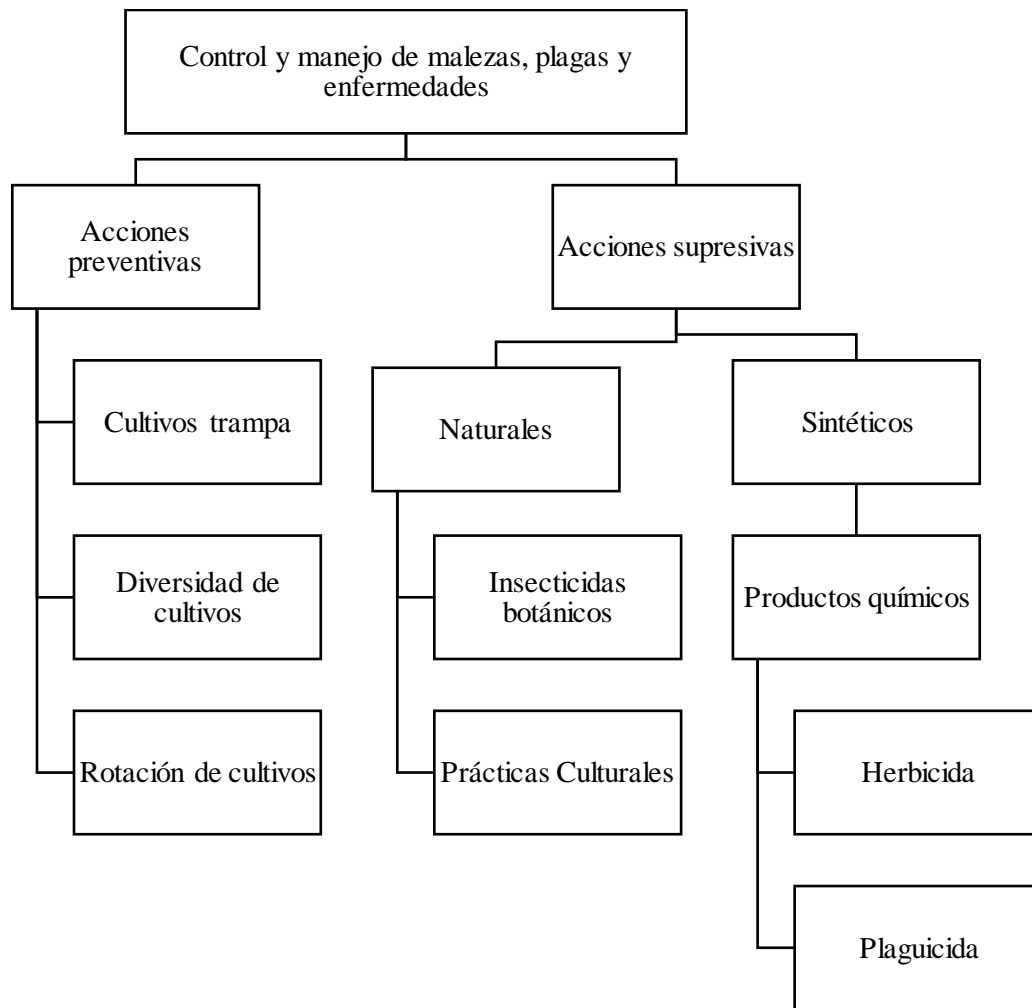 Control y manejo de malezas, plagas y
enfermedades
Acciones
preventivas
Acciones supresivas
Cultivos trampa
Naturales
Sintéticos
Diversidad de
cultivos
Insecticidas
botánicos
Productos químicos
Rotación de cultivos
Prácticas Culturales
Herbicida
Plaguicida